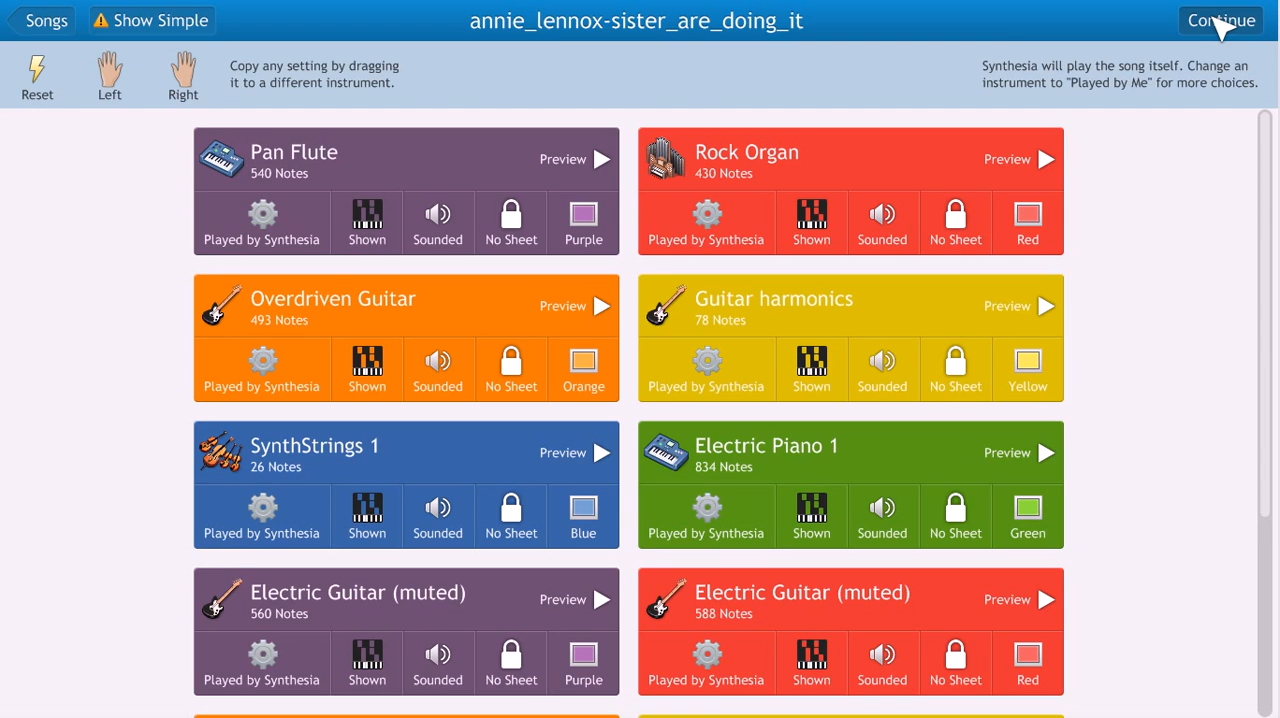 Songs
Show Simple
annie_lennox-sister_are_doing_it
Continue
Reset
Left
Right
Copy any setting by dragging
it to a different instrument.
Synthesia will play the song itself. Change an
instrument to "Played by Me" for more choices.
Pan Flute
540 Notes
Preview
Played by Synthesia
Shown
Sounded
No Sheet
Purple
Rock Organ
430 Notes
Preview
Played by Synthesia
Shown
Sounded
No Sheet
Red
Overdriven Guitar
493 Notes
Preview
Played by Synthesia
Shown
Sounded
No Sheet
Orange
Guitar harmonics
78 Notes
Preview
Played by Synthesia
Shown
Sounded
No Sheet
Yellow
SynthStrings 1
26 Notes
Preview
Played by Synthesia
Shown
Sounded
No Sheet
Blue
Electric Piano 1
834 Notes
Preview
Played by Synthesia
Shown
Sounded
No Sheet
Green
Electric Guitar (muted)
560 Notes
Preview
Played by Synthesia
Shown
Sounded
No Sheet
Purple
Electric Guitar (muted)
588 Notes
Preview
Played by Synthesia
Shown
Sounded
No Sheet
Red